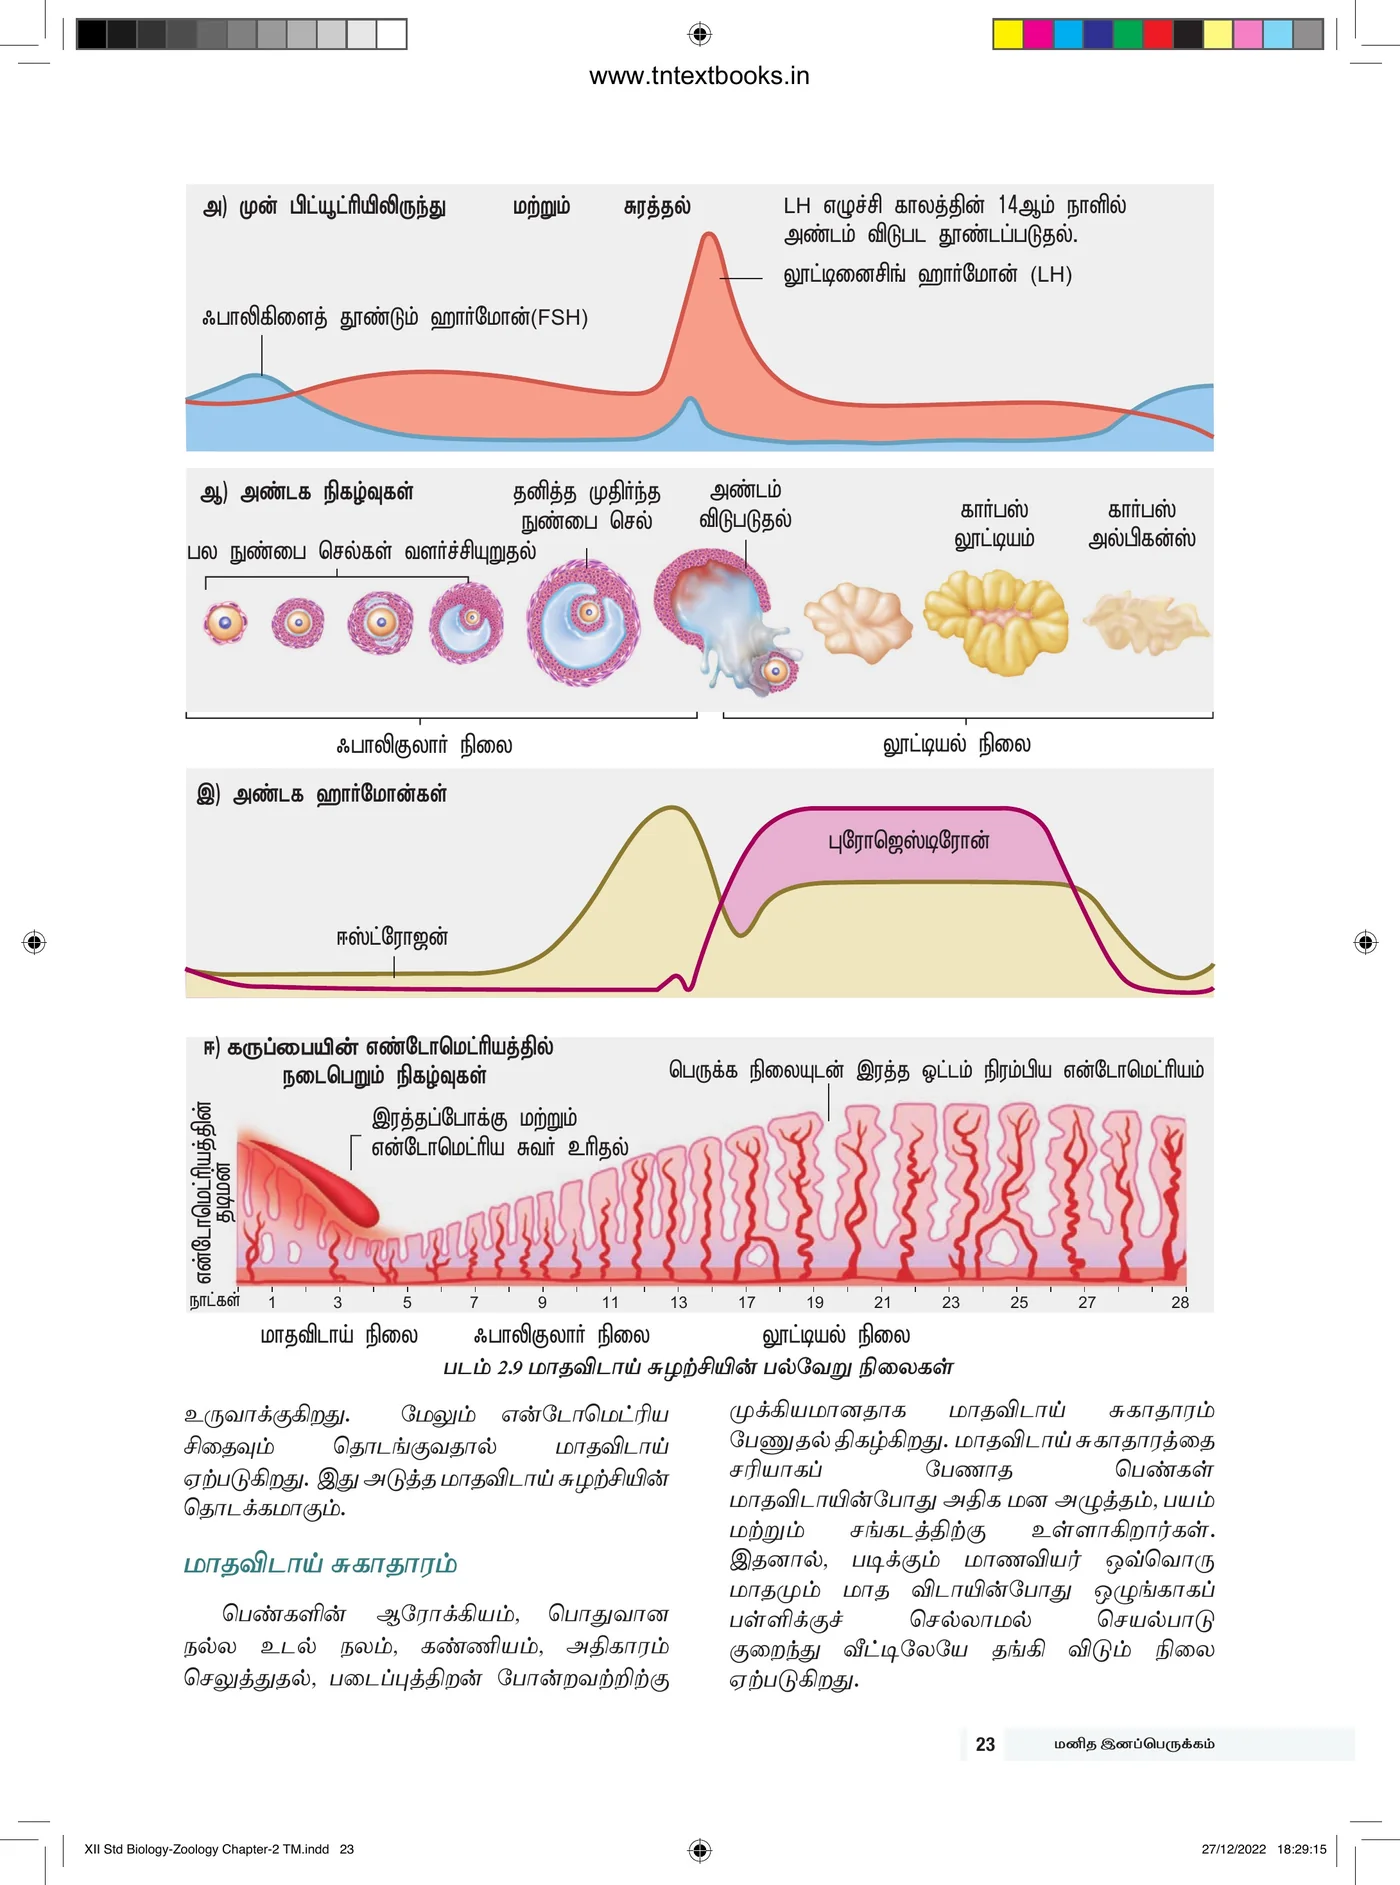 www.tntextbooks.in
அ) முன் பிட்யூட்ரியிலிருந்து மற்றும் சுரத்தல்
LH எழுச்சி காலத்தின் 14ஆம் நாளில்
அண்டம் விடுபட தூண்டப்படுதல்.
லூட்டினைசிங் ஹார்மோன் (LH)
ஃபாலிகிளைத் தூண்டும் ஹார்மோன்(FSH)
ஆ) அண்டக நிகழ்வுகள்
பல நுண்பை செல்கள் வளர்ச்சியுறுதல்
தனித்த முதிர்ந்த
நுண்பை செல்
அண்டம்
விடுபடுதல்
கார்பஸ்
லூட்டியம்
கார்பஸ்
அல்பிகன்ஸ்
ஃபாலிகுலார் நிலை
லூட்டியல் நிலை
இ) அண்டக ஹார்மோன்கள்
புரோஜெஸ்டிரோன்
ஈஸ்ட்ரோஜன்
ஈ) கருப்பையின் எண்டோமெட்ரியத்தில்
நடைபெறும் நிகழ்வுகள்
பெருக்க நிலையுடன் இரத்த ஒட்டம் நிரம்பிய என்டோமெட்ரியம்
இரத்தப்போக்கு மற்றும்
என்டோமெட்ரிய சுவர் உரிதல்
என்டோமெட்ரியத்தின்
தடிமன்
நாட்கள் 1 3 5 7 9 11 13 17 19 21 23 25 27 28
மாதவிடாய் நிலை ஃபாலிகுலார் நிலை லூட்டியல் நிலை
படம் 2.9 மாதவிடாய் சுழற்சியின் பல்வேறு நிலைகள்
உருவாக்குகிறது. மேலும் என்டோமெட்ரிய
சிதைவும் தொடங்குவதால் மாதவிடாய்
ஏற்படுகிறது. இது அடுத்த மாதவிடாய் சுழற்சியின்
தொடக்கமாகும்.
மாதவிடாய் சுகாதாரம்
பெண்களின் ஆரோக்கியம், பொதுவான
நல்ல உடல் நலம், கண்ணியம், அதிகாரம்
செலுத்துதல், படைப்புத்திறன் போன்றவற்றிற்கு
முக்கியமானதாக மாதவிடாய் சுகாதாரம்
பேணுதல் திகழ்கிறது. மாதவிடாய் சுகாதாரத்தை
சரியாகப் பேணாத பெண்கள்
மாதவிடாயின்போது அதிக மன அழுத்தம், பயம்
மற்றும் சங்கடத்திற்கு உள்ளாகிறார்கள்.
இதனால், படிக்கும் மாணவியர் ஒவ்வொரு
மாதமும் மாத விடாயின்போது ஒழுங்காகப்
பள்ளிக்குச் செல்லாமல் செயல்பாடு
குறைந்து வீட்டிலேயே தங்கி விடும் நிலை
ஏற்படுகிறது.
23 மனித இனப்பெருக்கம்
XII Std Biology-Zoology Chapter-2 TM.indd 23
27/12/2022 18:29:15